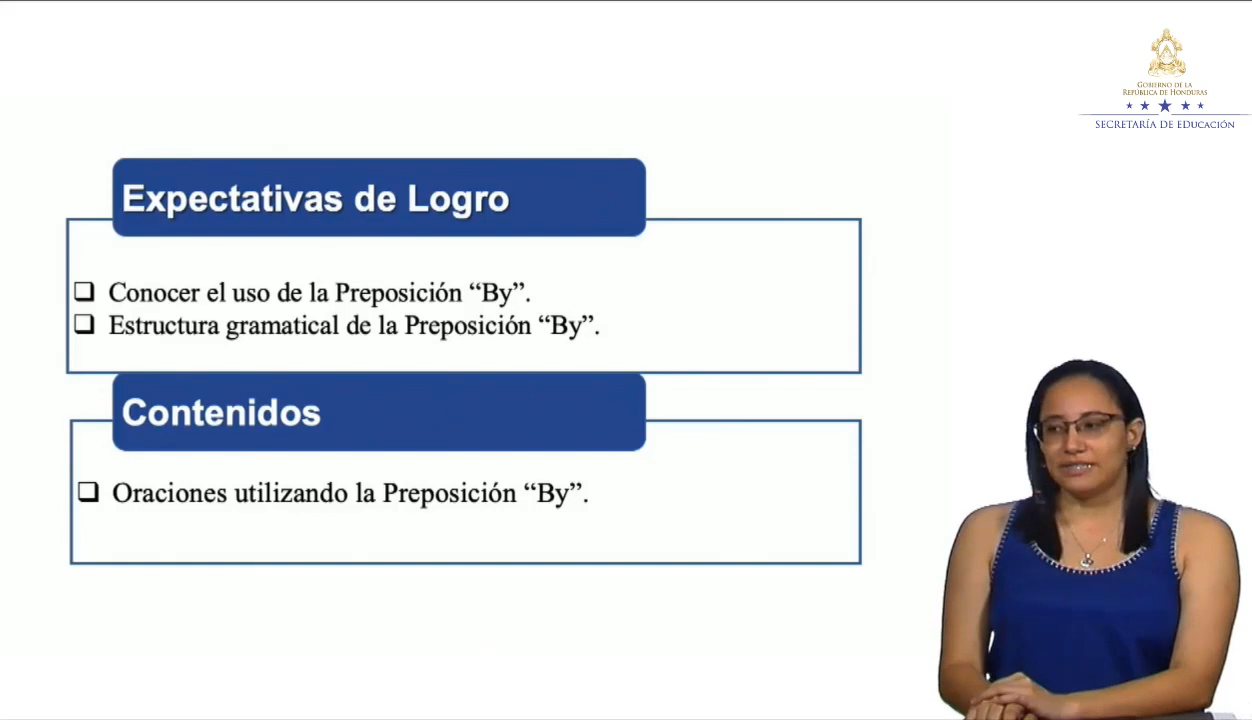 GOBIERNO DE LA
REPÚBLICA DE HONDURAS
SECRETARÍA DE EDUCACIÓN
Expectativas de Logro
❑ Conocer el uso de la Preposición “By”.
❑ Estructura gramatical de la Preposición “By”.
Contenidos
❑ Oraciones utilizando la Preposición “By”.